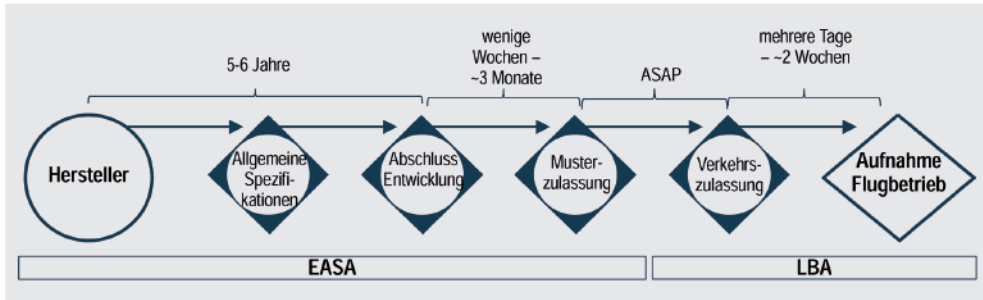 5-6 Jahre
wenige
Wochen –
~3 Monate
ASAP
mehrere Tage
– ~2 Wochen
Hersteller
Allgemeine
Spezifi-
kationen
Abschluss
Entwicklung
Muster-
zulassung
Verkehrs-
zulassung
Aufnahme
Flugbetrieb
EASA
LBA